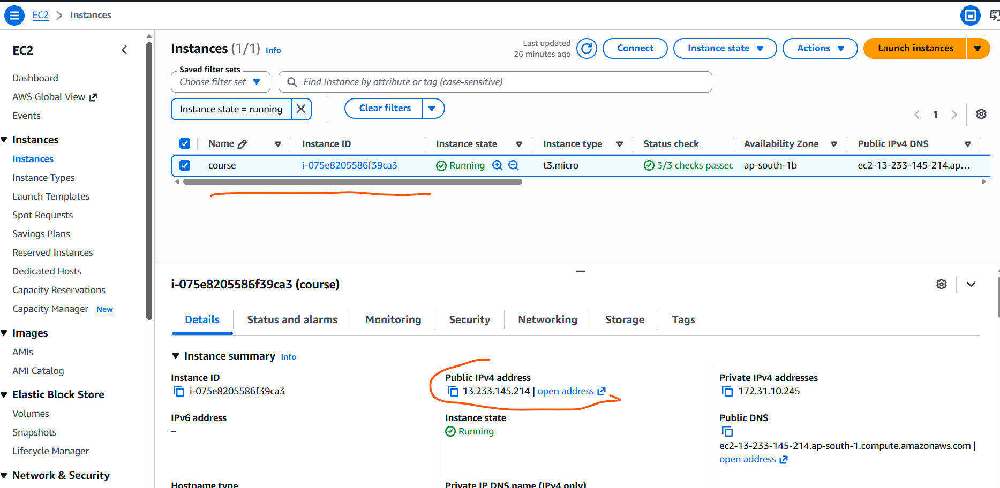 EC2 > Instances
EC2
Dashboard
AWS Global View
Events
Instances
Instances
Instance Types
Launch Templates
Spot Requests
Savings Plans
Reserved Instances
Dedicated Hosts
Capacity Reservations
Capacity Manager New
Images
AMIs
AMI Catalog
Elastic Block Store
Volumes
Snapshots
Lifecycle Manager
Network & Security
Instances (1/1) Info
Last updated
26 minutes ago
Connect
Instance state
Actions
Launch instances
Saved filter sets
Choose filter set
Find Instance by attribute or tag (case-sensitive)
Instance state = running
Clear filters
1
Name Instance ID Instance state Instance type Status check Availability Zone Public IPv4 DNS
course i-075e8205586f39ca3 Running t3.micro 3/3 checks passec ap-south-1b ec2-13-233-145-214.ap...
i-075e8205586f39ca3 (course)
Details Status and alarms Monitoring Security Networking Storage Tags
Instance summary Info
Instance ID
i-075e8205586f39ca3
Public IPv4 address
13.233.145.214 | open address
Private IPv4 addresses
172.31.10.245
IPv6 address
–
Instance state
Running
Public DNS
ec2-13-233-145-214.ap-south-1.compute.amazonaws.com |
open address
Hostname type
Private IP DNS name (IPv4 only)